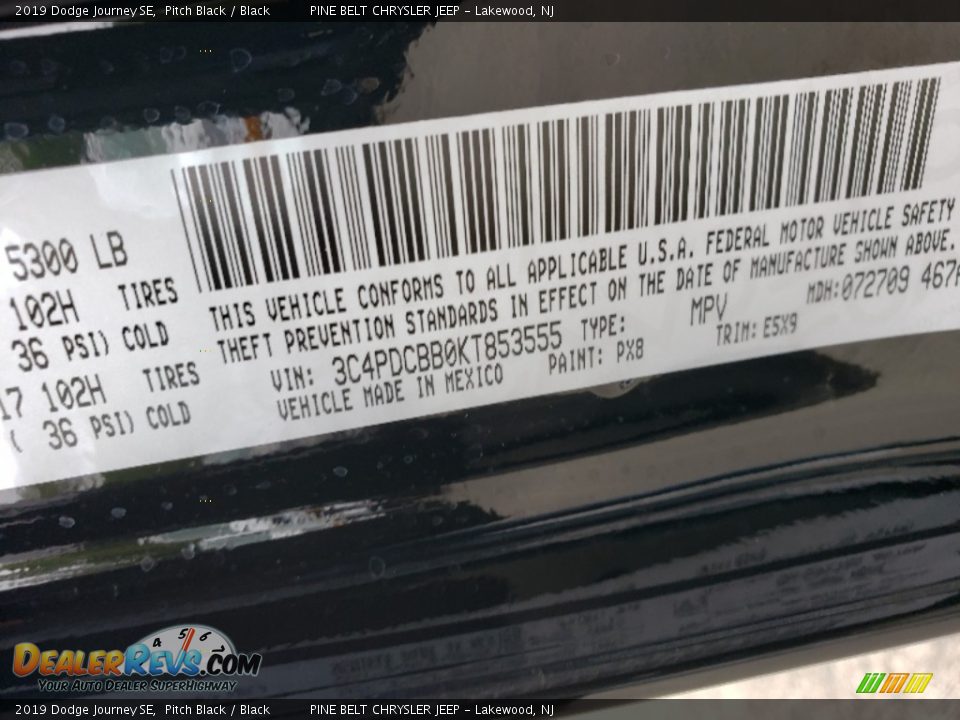 2019 Dodge Journey SE, Pitch Black / Black PINE BELT CHRYSLER JEEP - Lakewood, NJ
5300 LB
102H TIRES
36 PSI) COLD
17 102H TIRES
( 36 PSI) COLD
THIS VEHICLE CONFORMS TO ALL APPLICABLE U.S.A. FEDERAL MOTOR VEHICLE SAFETY
THEFT PREVENTION STANDARDS IN EFFECT ON THE DATE OF MANUFACTURE SHOWN ABOVE.
VIN: 3C4PDCBB0KT853555 TYPE: MPV MDH:072709 467
VEHICLE MADE IN MEXICO PAINT: PX8 TRIM: E5X9
4 5 6
DEALERREVS.COM
YOUR AUTO DEALER SUPERHIGHWAY
2019 Dodge Journey SE, Pitch Black / Black PINE BELT CHRYSLER JEEP - Lakewood, NJ